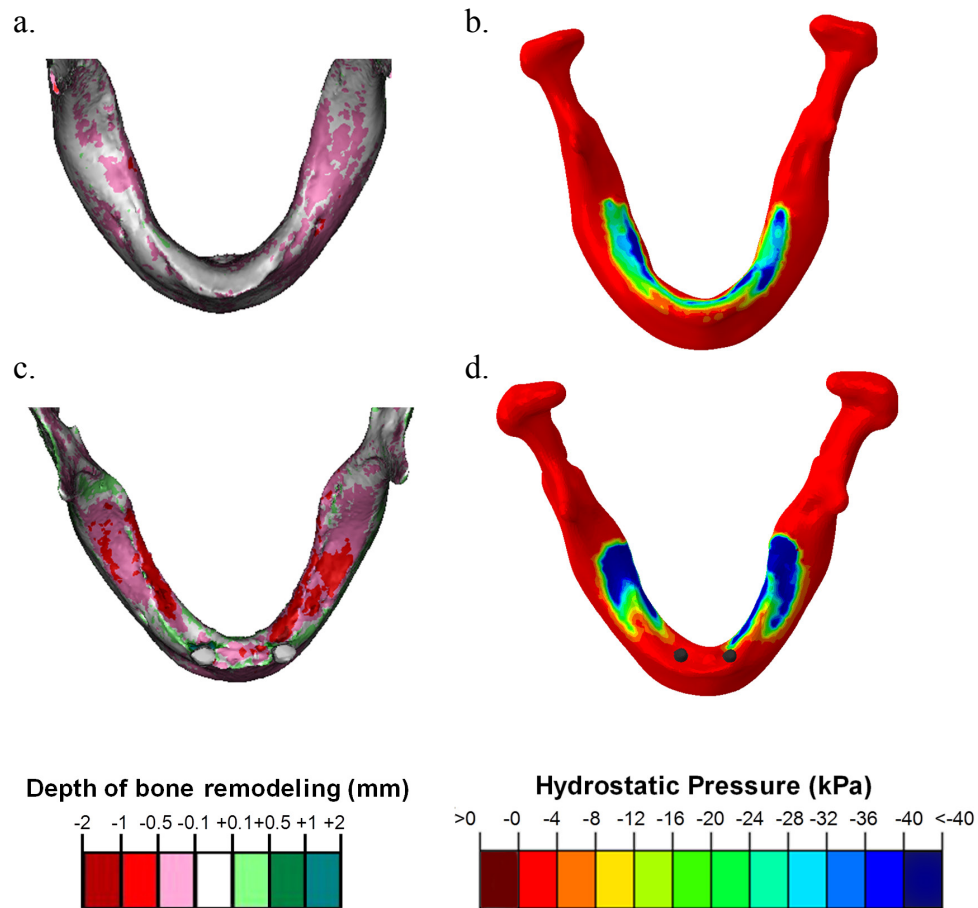 a.
b.
c.
d.
Depth of bone remodeling (mm)
-2 -1 -0.5 -0.1 +0.1 +0.5 +1 +2
Hydrostatic Pressure (kPa)
>0 -0 -4 -8 -12 -16 -20 -24 -28 -32 -36 -40 <-40